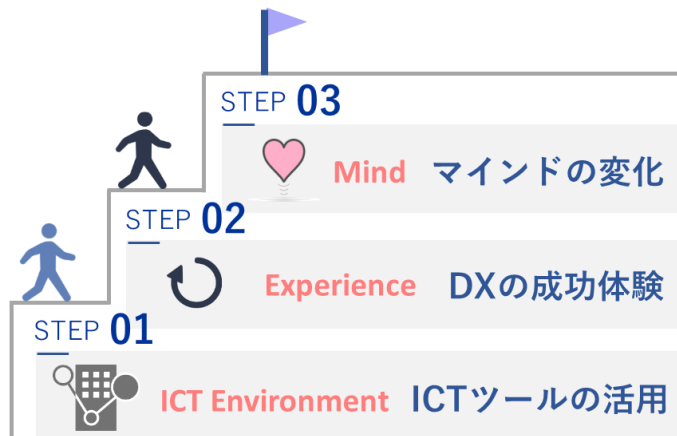 STEP 03
Mind マインドの変化
STEP 02
Experience DXの成功体験
STEP 01
ICT Environment ICTツールの活用